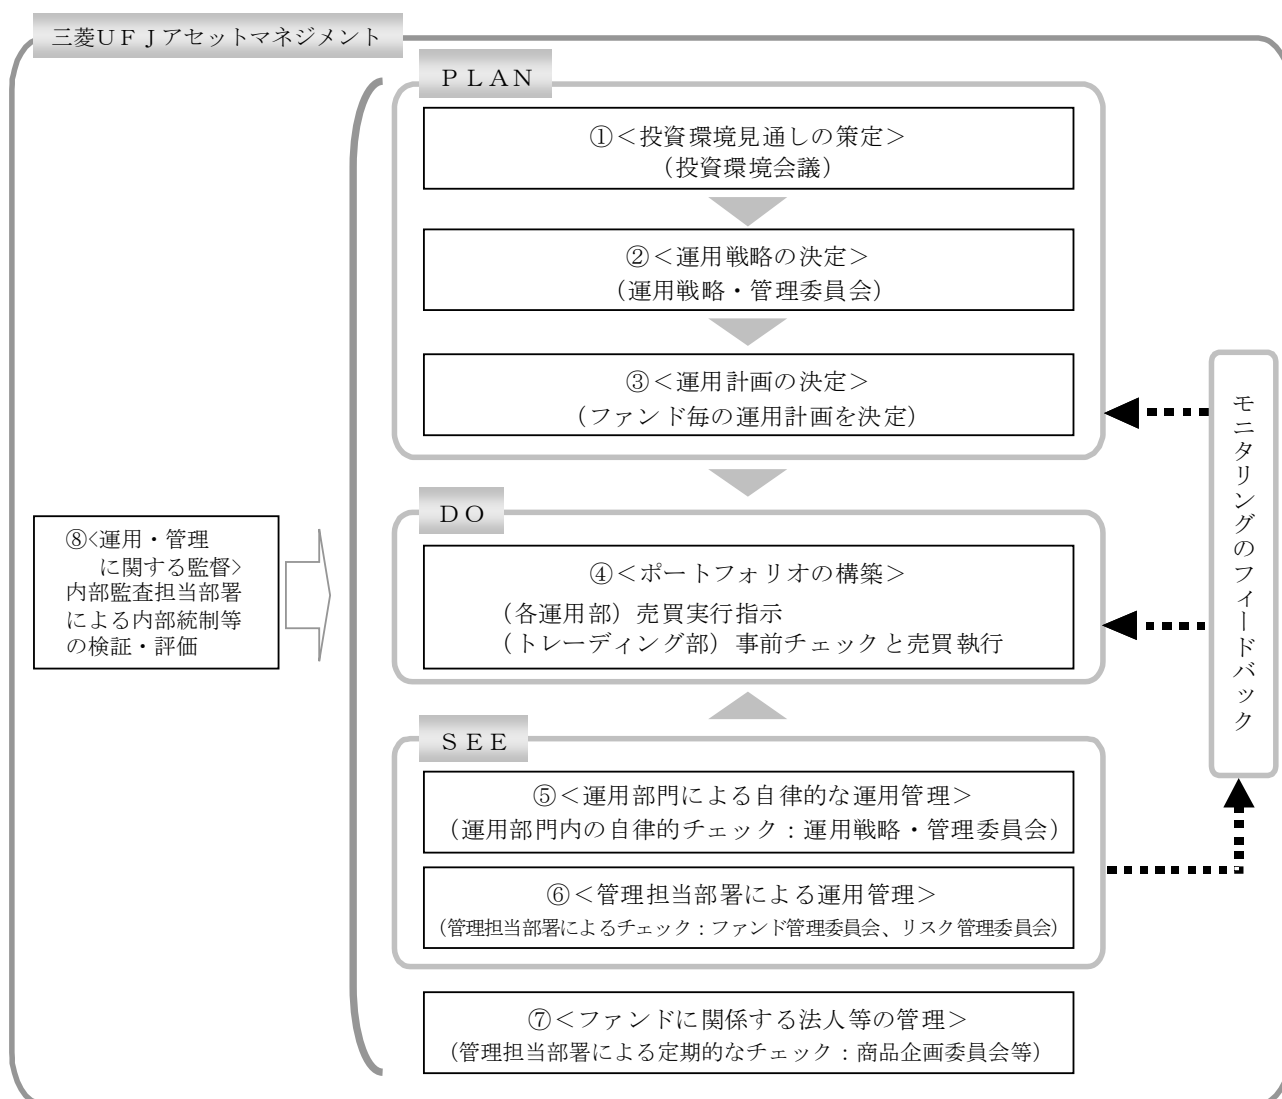 三菱ＵＦＪアセットマネジメント
ＰＬＡＮ
①＜投資環境見通しの策定＞
（投資環境会議）
②＜運用戦略の決定＞
（運用戦略・管理委員会）
③＜運用計画の決定＞
（ファンド毎の運用計画を決定）
ＤＯ
④＜ポートフォリオの構築＞
（各運用部）売買実行指示
（トレーディング部）事前チェックと売買執行
ＳＥＥ
⑤＜運用部門による自律的な運用管理＞
（運用部門内の自律的チェック：運用戦略・管理委員会）
⑥＜管理担当部署による運用管理＞
（管理担当部署によるチェック：ファンド管理委員会、リスク管理委員会）
⑦＜ファンドに関係する法人等の管理＞
（管理担当部署による定期的なチェック：商品企画委員会等）
⑧<運用・管理
に関する監督>
内部監査担当部署
による内部統制等
の検証・評価
モニタリングのフィードバック